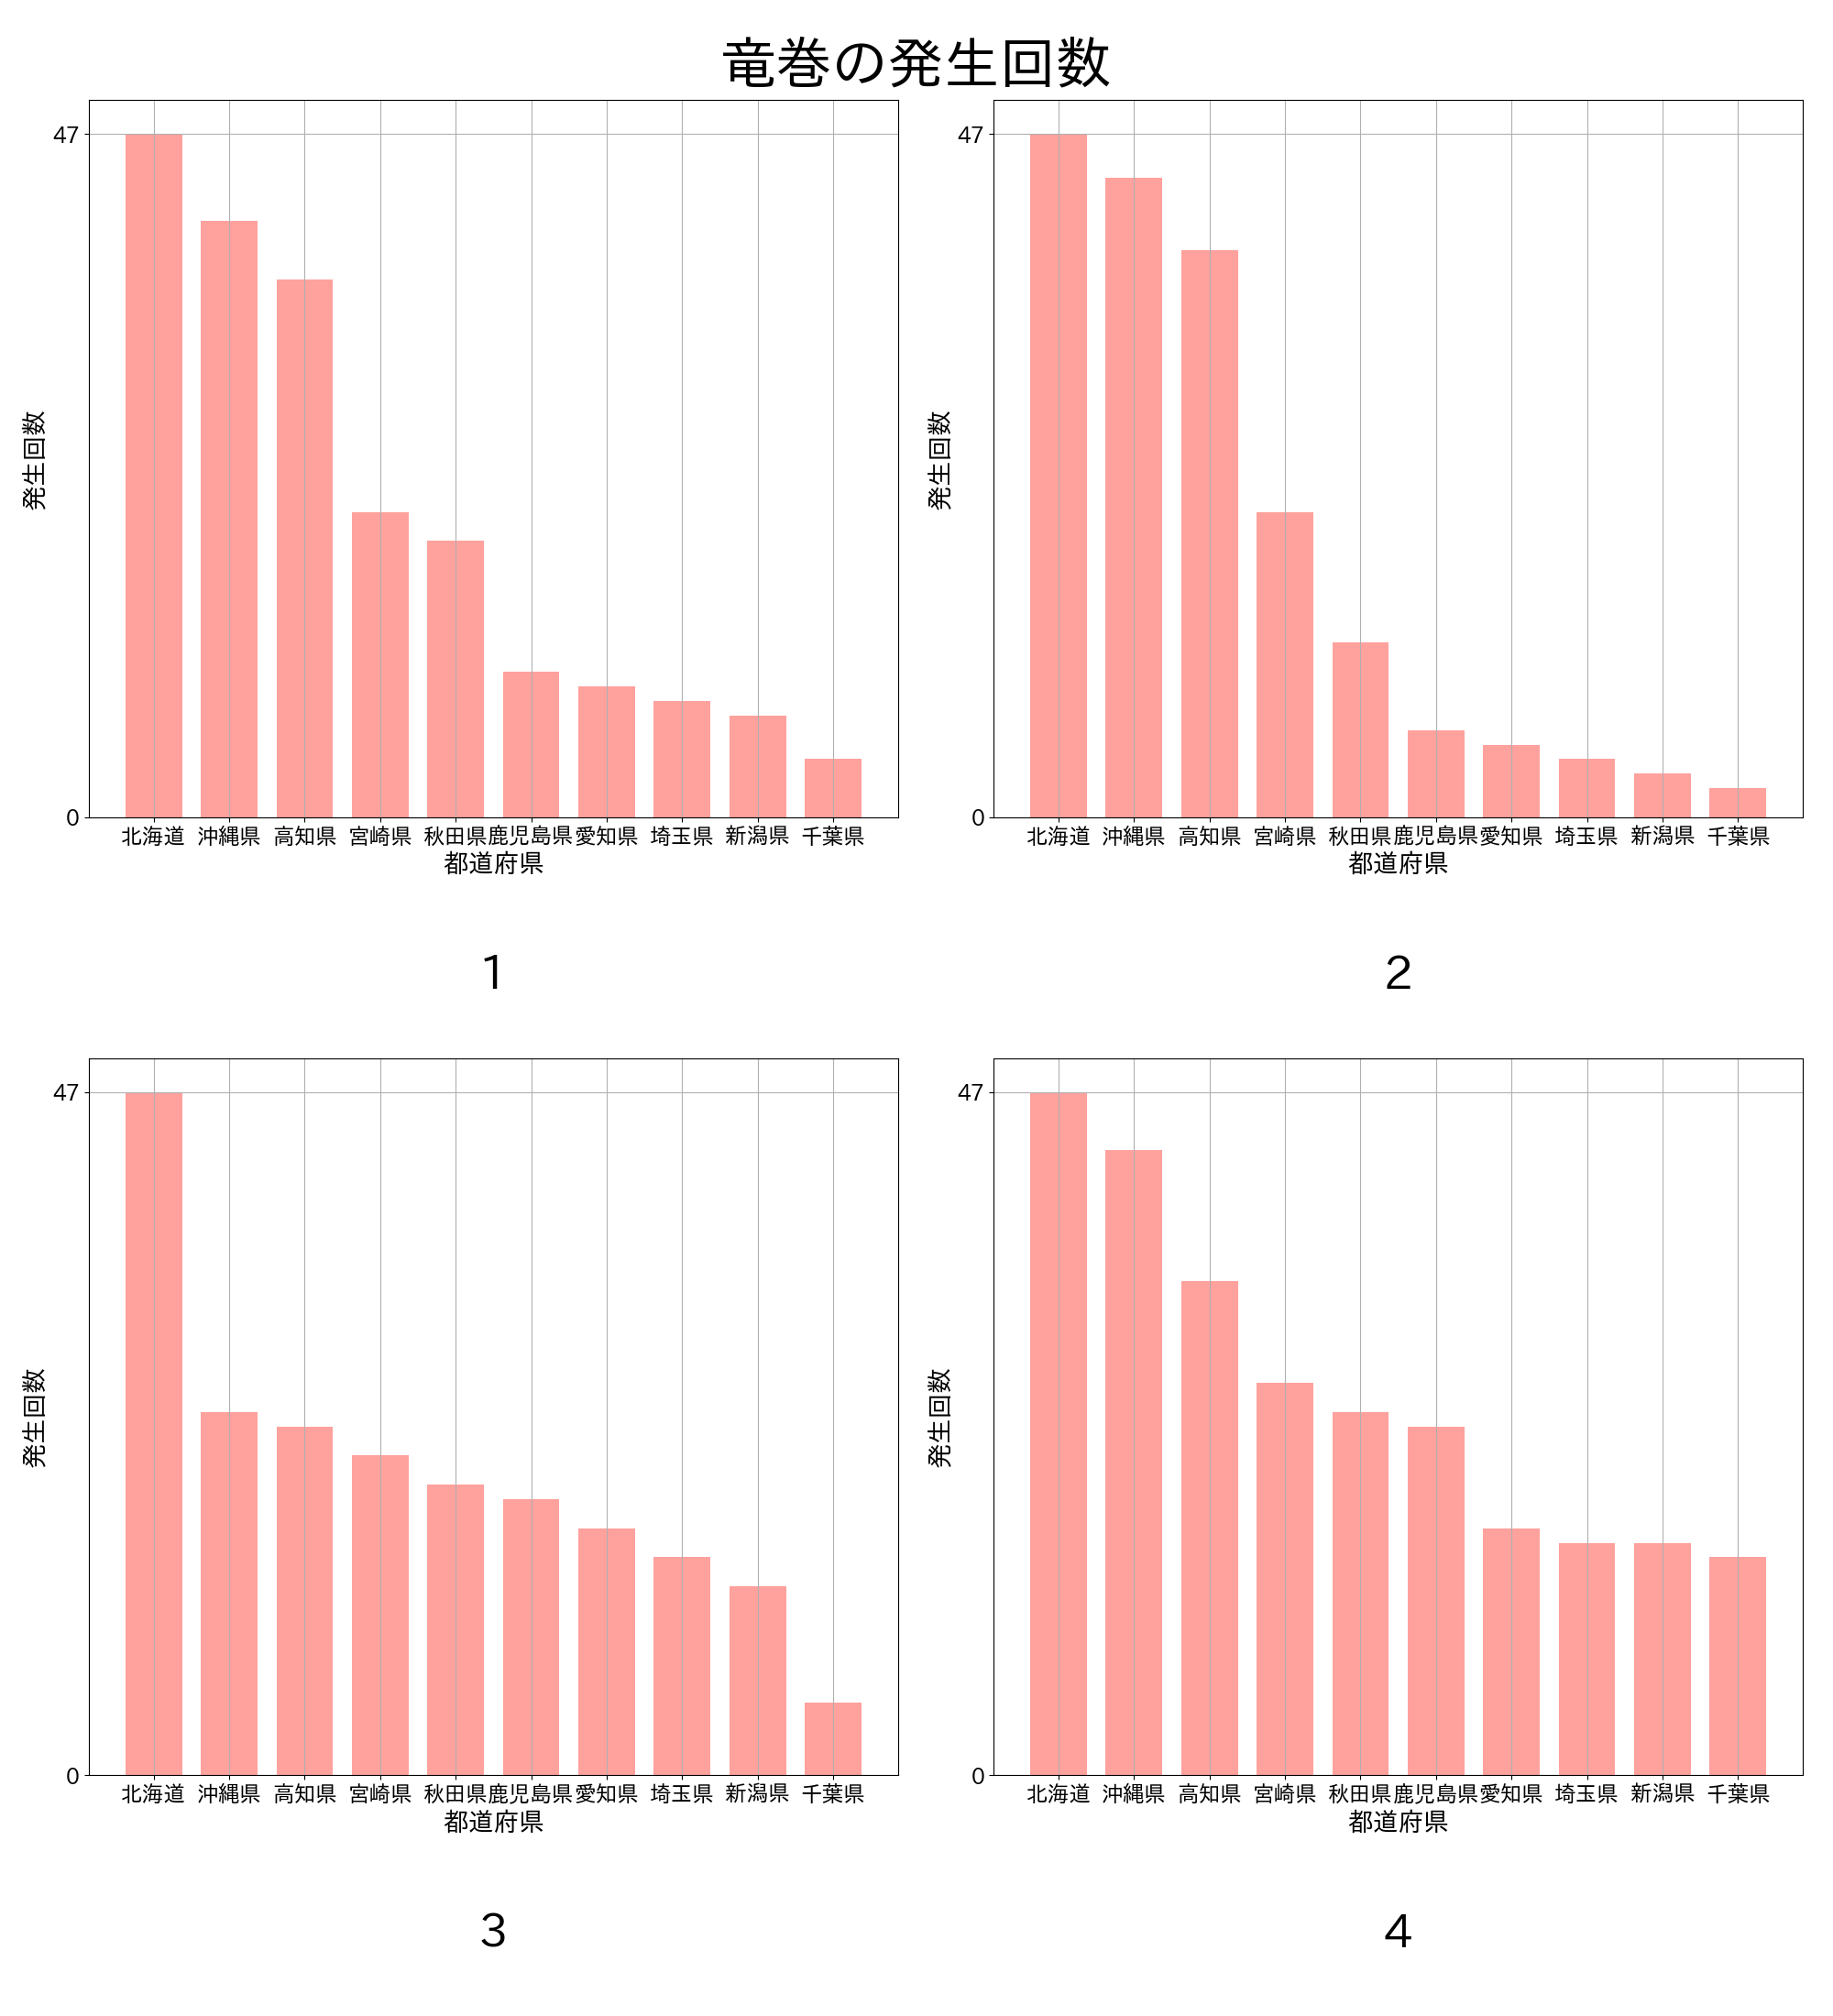 竜巻の発生回数
47
0
発生回数
北海道 沖縄県 高知県 宮崎県 秋田県 鹿児島県 愛知県 埼玉県 新潟県 千葉県
都道府県
1
47
0
発生回数
北海道 沖縄県 高知県 宮崎県 秋田県 鹿児島県 愛知県 埼玉県 新潟県 千葉県
都道府県
2
47
0
発生回数
北海道 沖縄県 高知県 宮崎県 秋田県 鹿児島県 愛知県 埼玉県 新潟県 千葉県
都道府県
3
47
0
発生回数
北海道 沖縄県 高知県 宮崎県 秋田県 鹿児島県 愛知県 埼玉県 新潟県 千葉県
都道府県
4